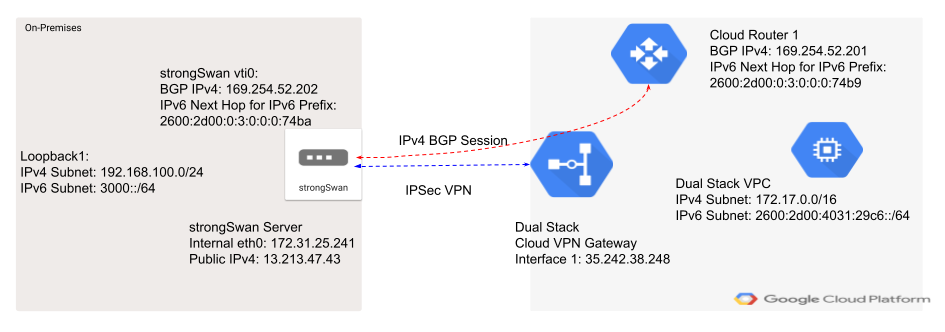 On-Premises
strongSwan vti0:
BGP IPv4: 169.254.52.202
IPv6 Next Hop for IPv6 Prefix:
2600:2d00:0:3:0:0:0:74ba
Loopback1:
IPv4 Subnet: 192.168.100.0/24
IPv6 Subnet: 3000::/64
strongSwan
strongSwan Server
Internal eth0: 172.31.25.241
Public IPv4: 13.213.47.43
IPv4 BGP Session
IPSec VPN
Cloud Router 1
BGP IPv4: 169.254.52.201
IPv6 Next Hop for IPv6 Prefix:
2600:2d00:0:3:0:0:0:74b9
Dual Stack
Cloud VPN Gateway
Interface 1: 35.242.38.248
Dual Stack VPC
IPv4 Subnet: 172.17.0.0/16
IPv6 Subnet: 2600:2d00:4031:29c6::/64
Google Cloud Platform